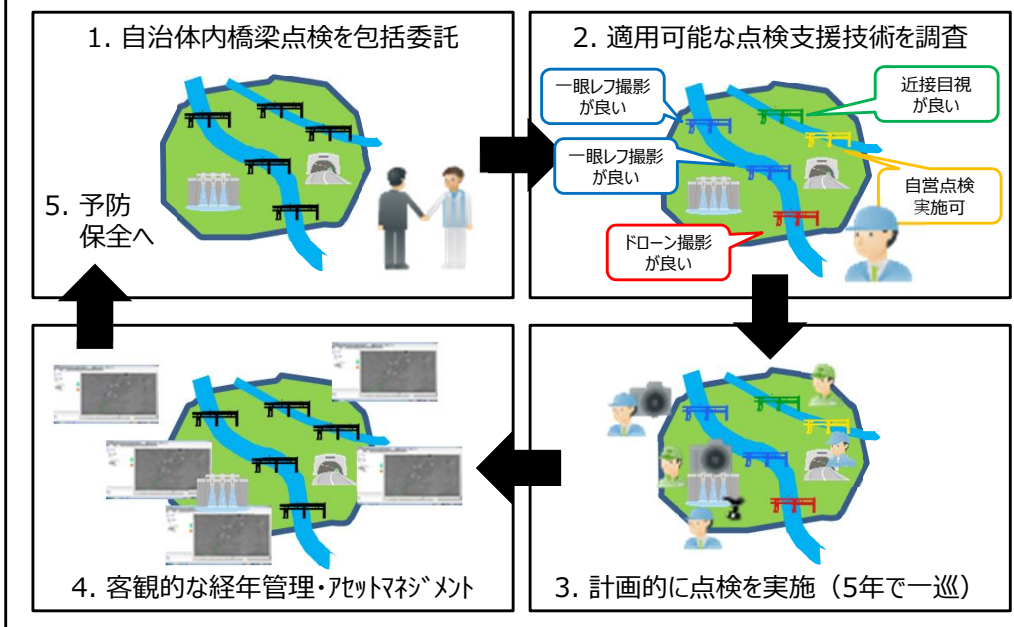 1. 自治体内橋梁点検を包括委託
5. 予防
保全へ
2. 適用可能な点検支援技術を調査
一眼レフ撮影
が良い
近接目視
が良い
一眼レフ撮影
が良い
自営点検
実施可
ドローン撮影
が良い
3. 計画的に点検を実施（5年で一巡）
4. 客観的な経年管理・ｱｾｯﾄﾏﾈｼﾞﾒﾝﾄ